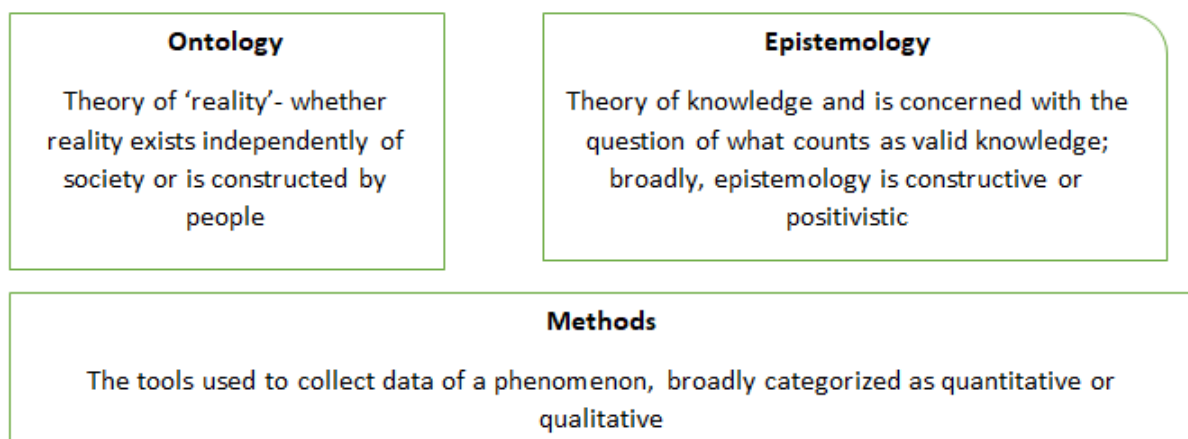 Ontology
Theory of ‘reality’- whether
reality exists independently of
society or is constructed by
people
Epistemology
Theory of knowledge and is concerned with the
question of what counts as valid knowledge;
broadly, epistemology is constructive or
positivistic
Methods
The tools used to collect data of a phenomenon, broadly categorized as quantitative or
qualitative